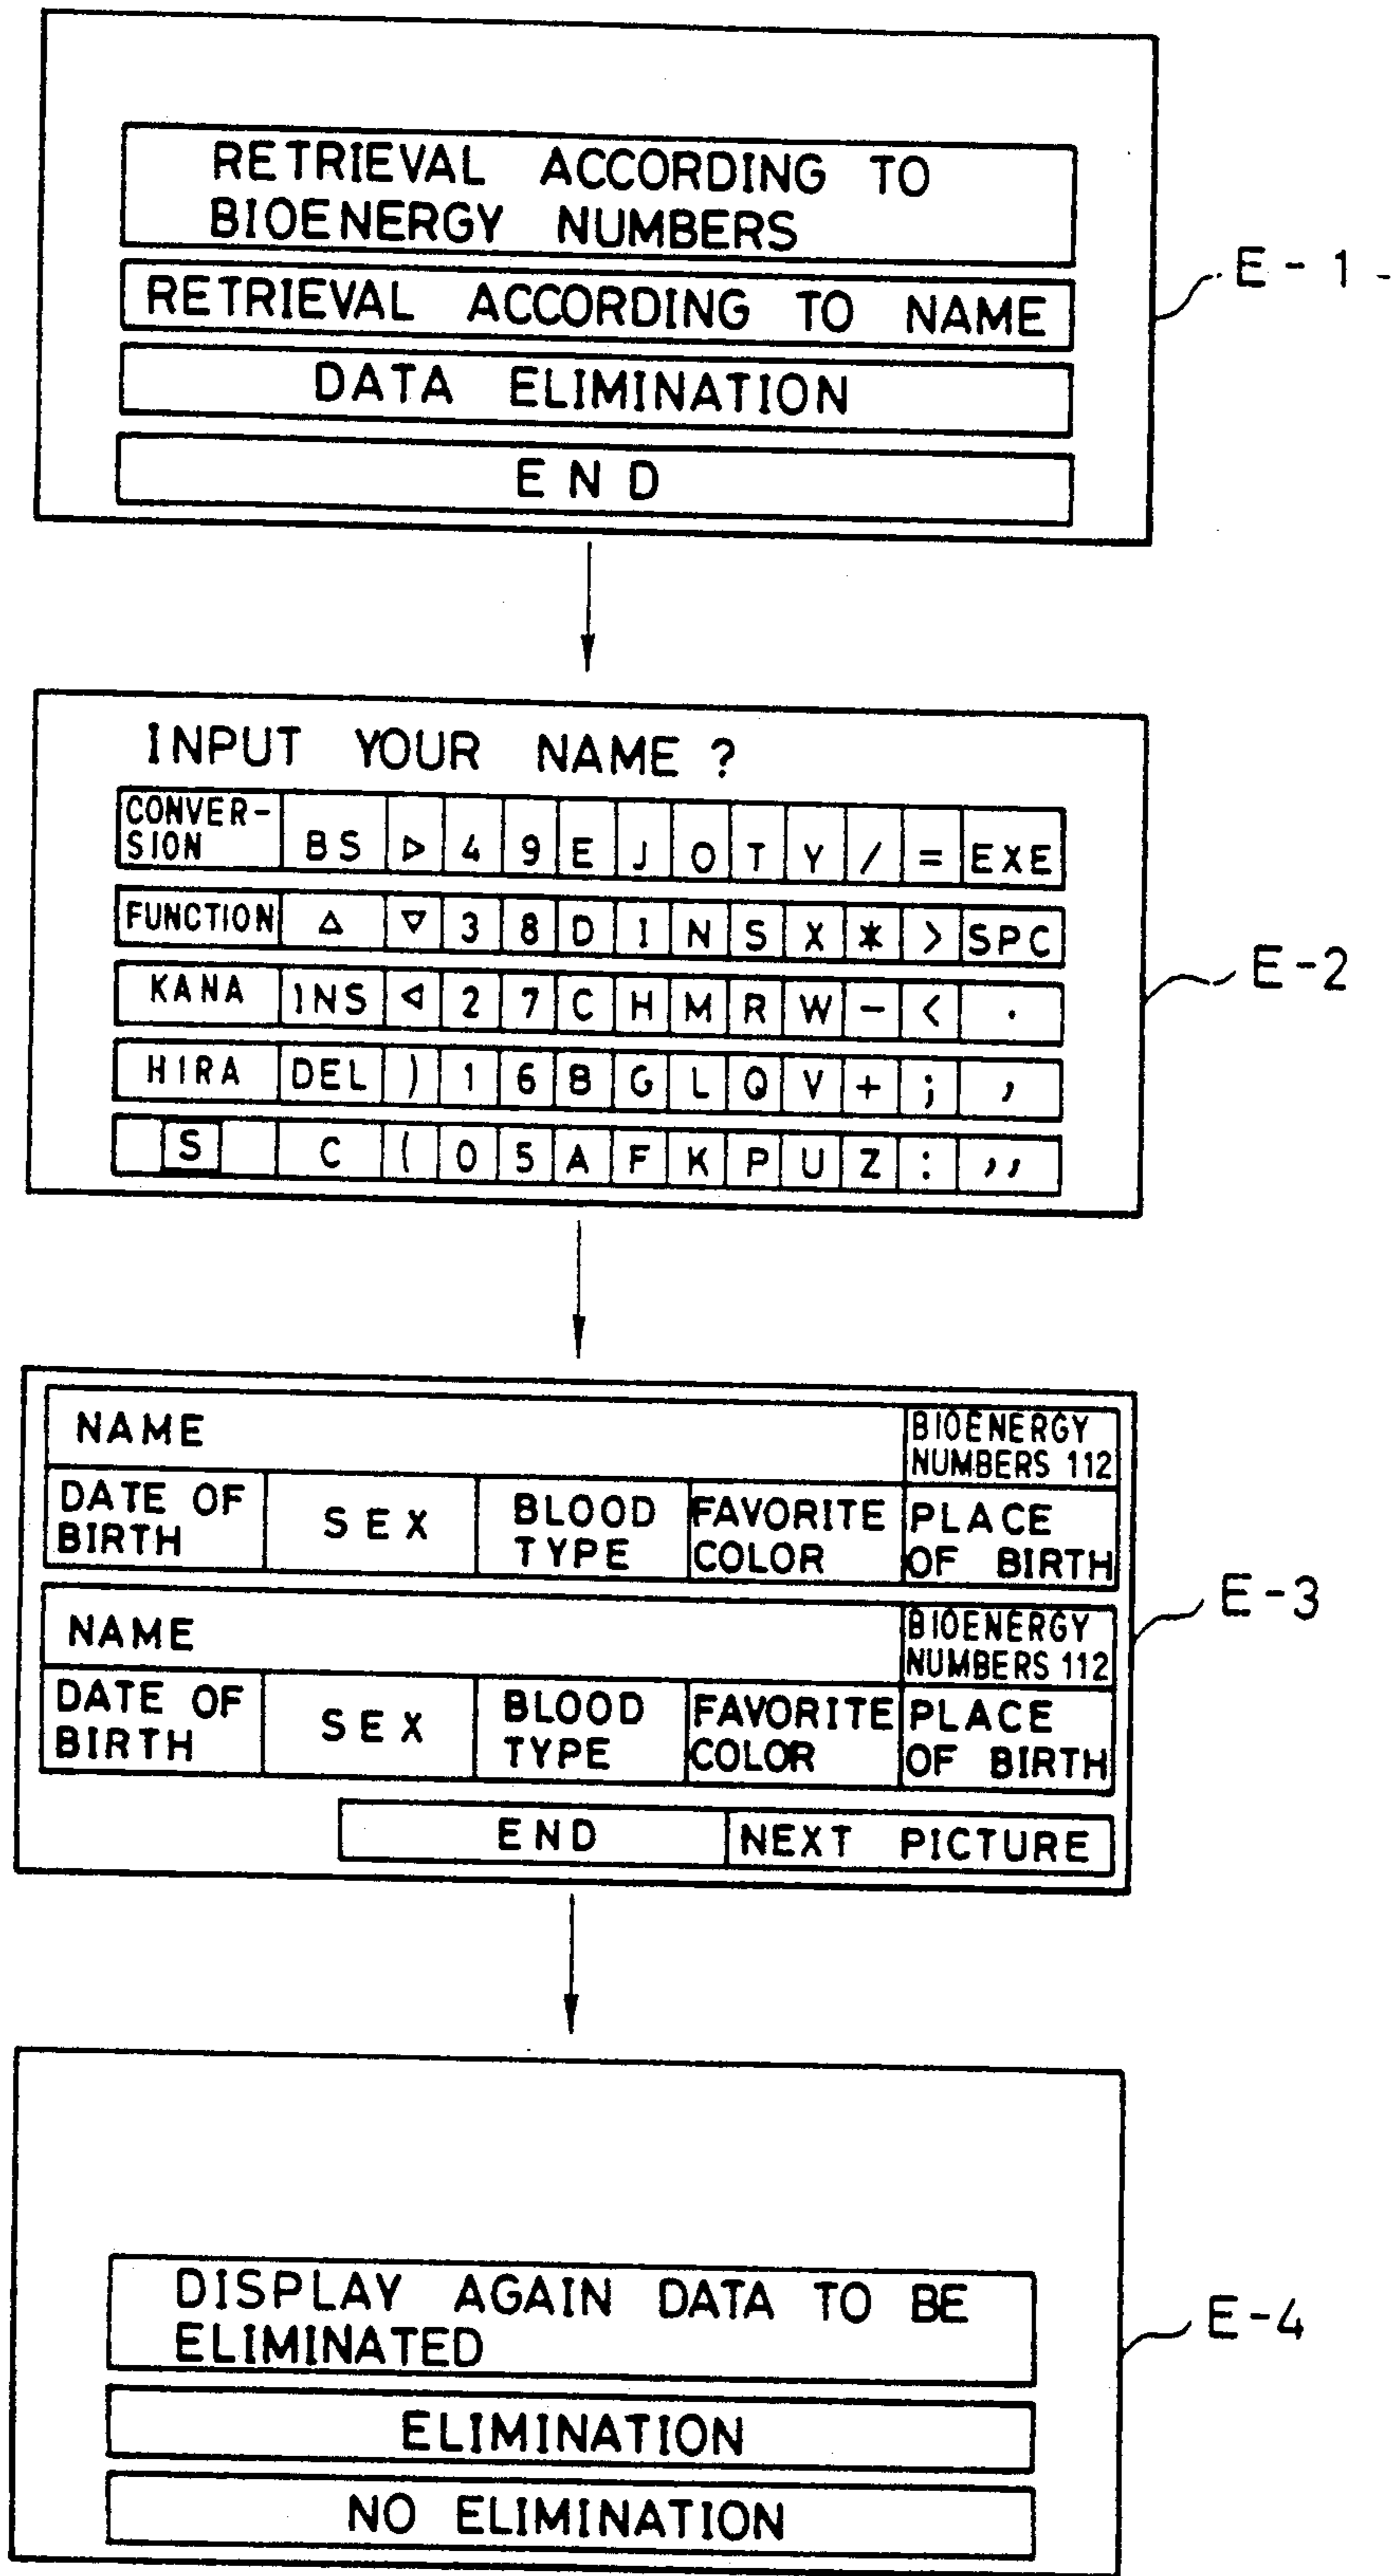 RETRIEVAL ACCORDING TO
BIOENERGY NUMBERS
RETRIEVAL ACCORDING TO NAME
DATA ELIMINATION
END
E-1
INPUT YOUR NAME ?
CONVER-
SION BS ▷ 4 9 E J O T Y / = EXE
FUNCTION △ ▽ 3 8 D I N S X * > SPC
KANA INS ◁ 2 7 C H M R W - < .
HIRA DEL ) 1 6 B G L Q V + ; ,
S C ( 0 5 A F K P U Z : ,,
E-2
NAME BIOENERGY
NUMBERS 112
DATE OF BIRTH SEX BLOOD TYPE FAVORITE COLOR PLACE OF BIRTH
NAME BIOENERGY
NUMBERS 112
DATE OF BIRTH SEX BLOOD TYPE FAVORITE COLOR PLACE OF BIRTH
END NEXT PICTURE
E-3
DISPLAY AGAIN DATA TO BE
ELIMINATED
ELIMINATION
NO ELIMINATION
E-4